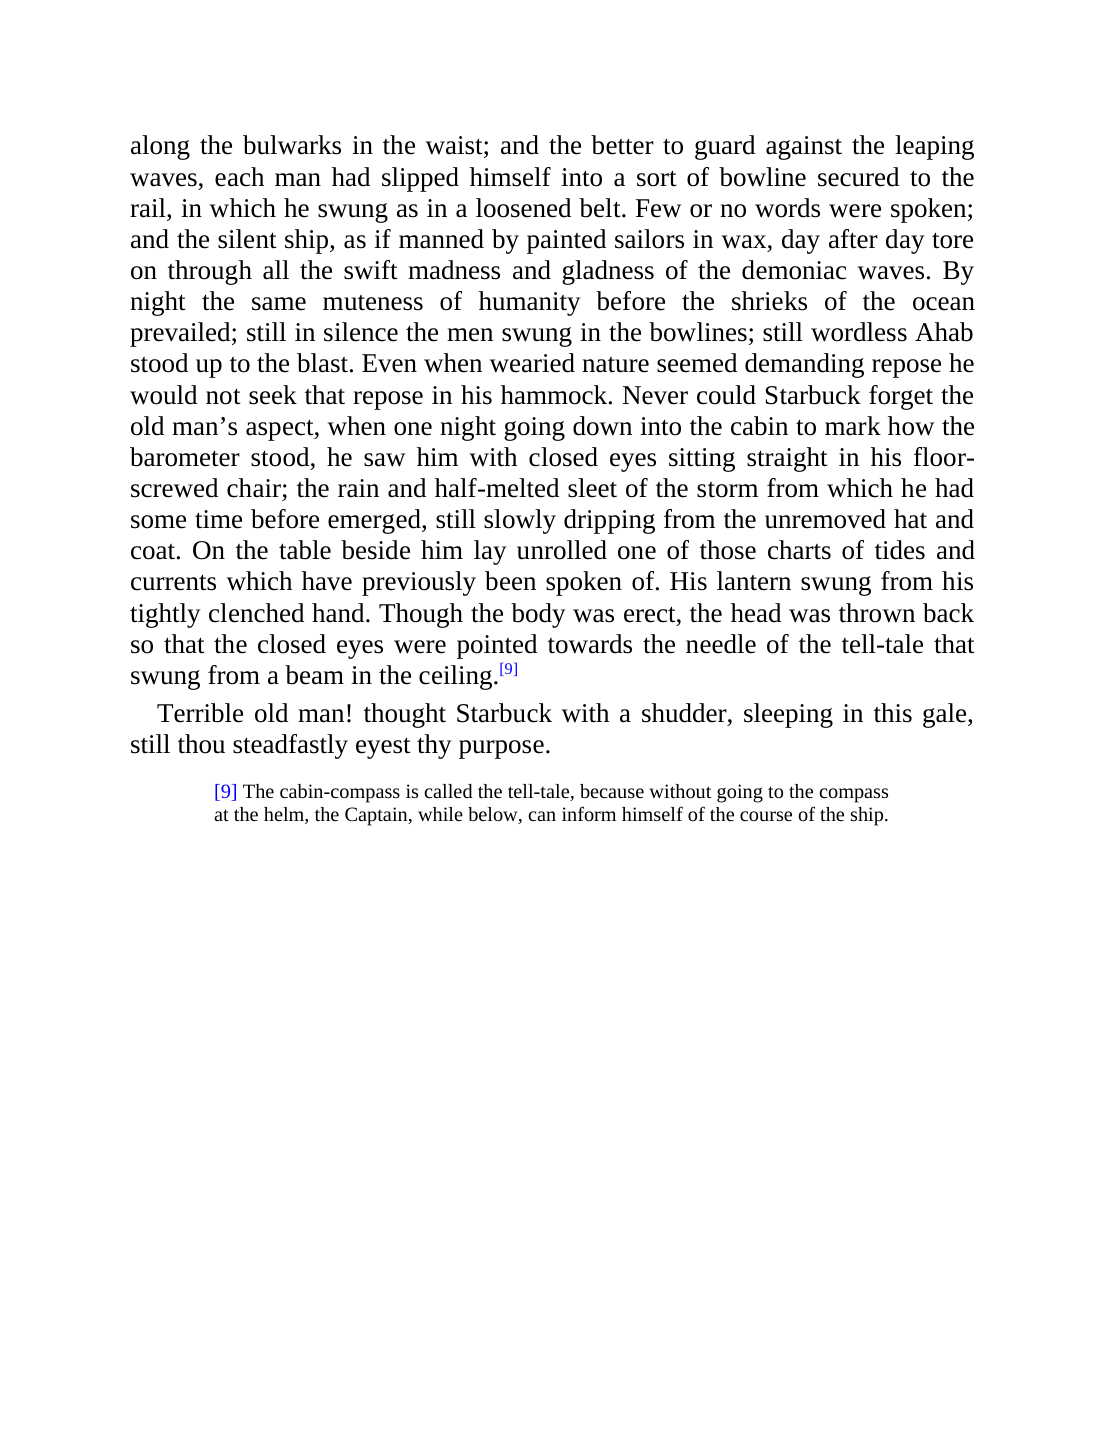 along the bulwarks in the waist; and the better to guard against the leaping
waves, each man had slipped himself into a sort of bowline secured to the
rail, in which he swung as in a loosened belt. Few or no words were spoken;
and the silent ship, as if manned by painted sailors in wax, day after day tore
on through all the swift madness and gladness of the demoniac waves. By
night the same muteness of humanity before the shrieks of the ocean
prevailed; still in silence the men swung in the bowlines; still wordless Ahab
stood up to the blast. Even when wearied nature seemed demanding repose he
would not seek that repose in his hammock. Never could Starbuck forget the
old man’s aspect, when one night going down into the cabin to mark how the
barometer stood, he saw him with closed eyes sitting straight in his floor-
screwed chair; the rain and half-melted sleet of the storm from which he had
some time before emerged, still slowly dripping from the unremoved hat and
coat. On the table beside him lay unrolled one of those charts of tides and
currents which have previously been spoken of. His lantern swung from his
tightly clenched hand. Though the body was erect, the head was thrown back
so that the closed eyes were pointed towards the needle of the tell-tale that
swung from a beam in the ceiling.[9]
Terrible old man! thought Starbuck with a shudder, sleeping in this gale,
still thou steadfastly eyest thy purpose.
[9] The cabin-compass is called the tell-tale, because without going to the compass
at the helm, the Captain, while below, can inform himself of the course of the ship.